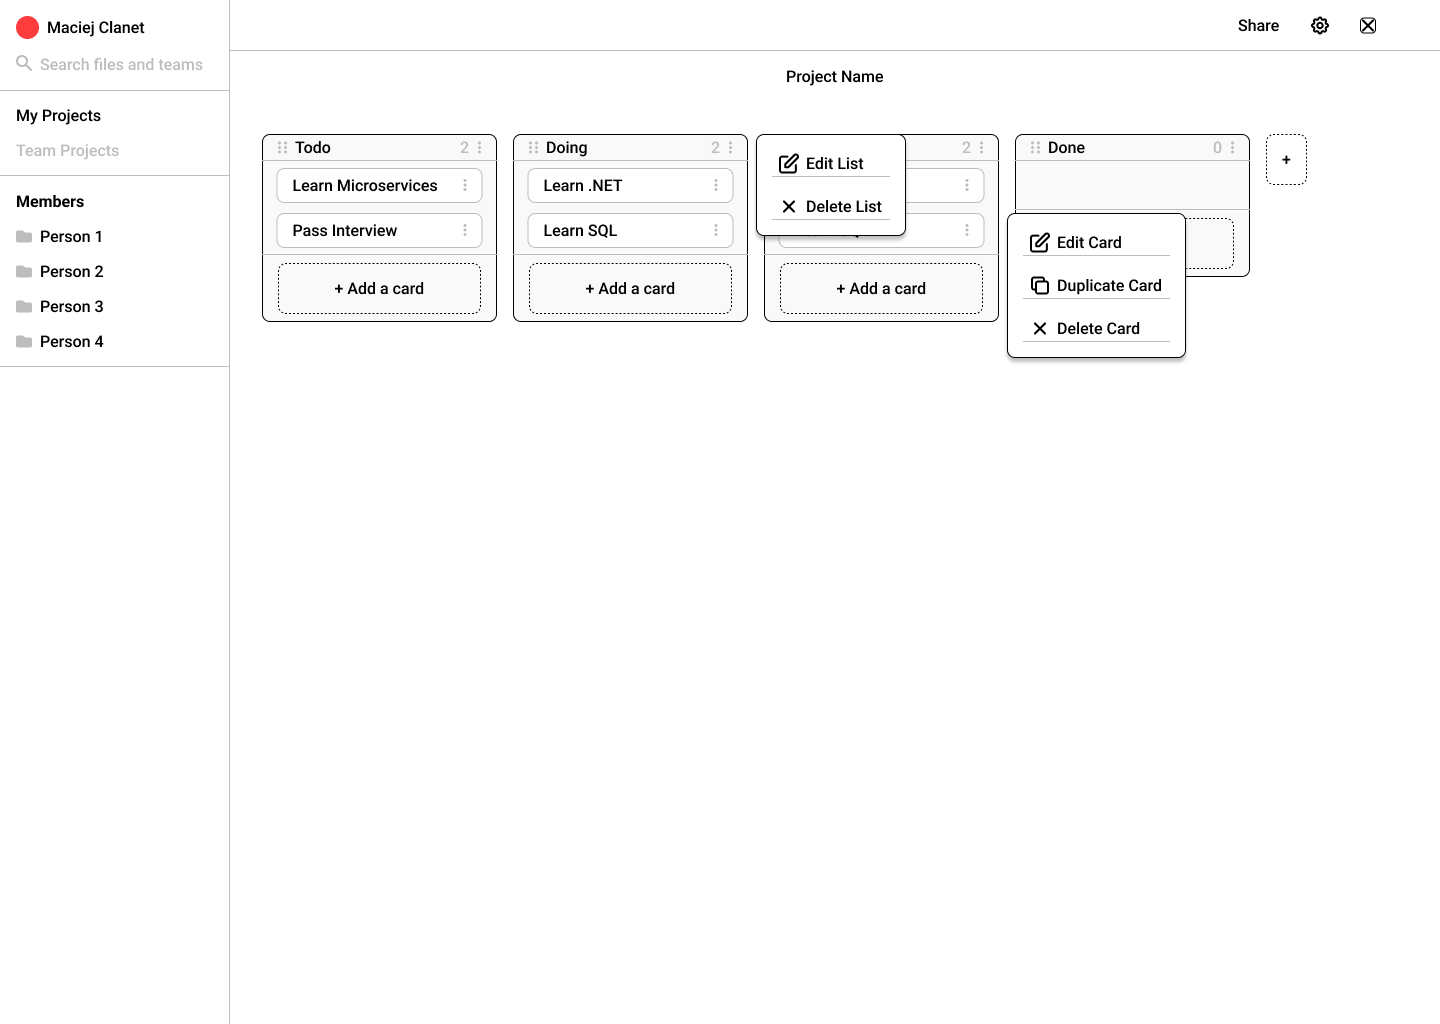 Maciej Clanet
Search files and teams
My Projects
Team Projects
Members
Person 1
Person 2
Person 3
Person 4
Share
Project Name
Todo 2
Learn Microservices
Pass Interview
+ Add a card
Doing 2
Learn .NET
Learn SQL
+ Add a card
2
Edit List
Delete List
+ Add a card
Done 0
Edit Card
Duplicate Card
Delete Card
+